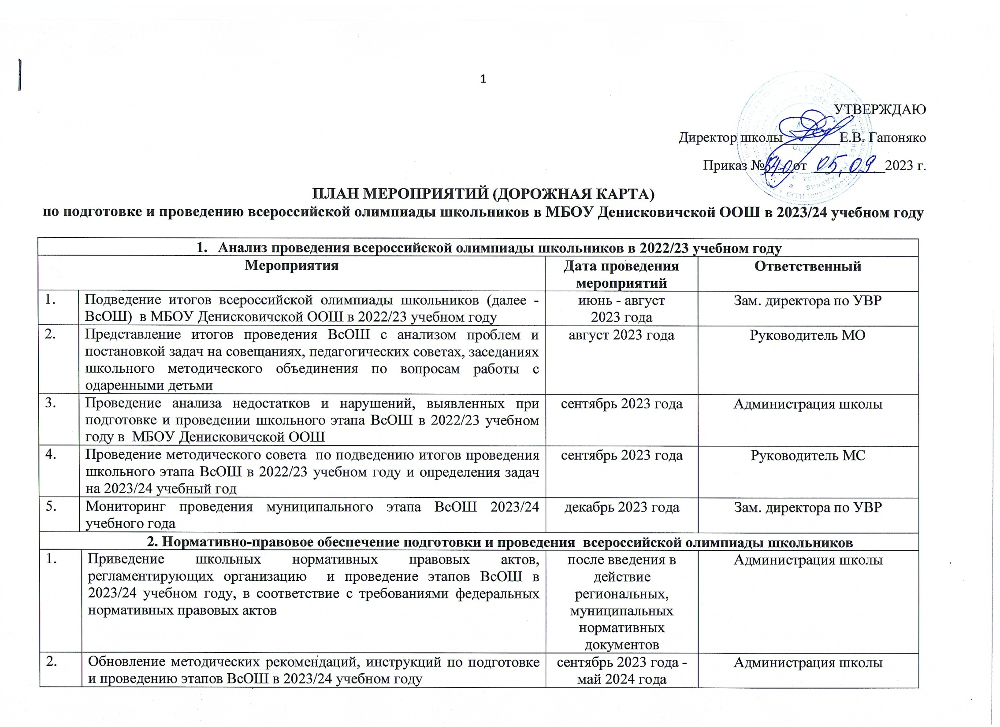 1
УТВЕРЖДАЮ
Директор школы________Е.В. Гапоняко
Приказ №540 от 05.09 2023 г.
ПЛАН МЕРОПРИЯТИЙ (ДОРОЖНАЯ КАРТА)
по подготовке и проведению всероссийской олимпиады школьников в МБОУ Денисковичской ООШ в 2023/24 учебном году
1. Анализ проведения всероссийской олимпиады школьников в 2022/23 учебном году
Мероприятия
Дата проведения
мероприятий
Ответственный
1.
Подведение итогов всероссийской олимпиады школьников (далее -
ВсОШ) в МБОУ Денисковичской ООШ в 2022/23 учебном году
июнь - август
2023 года
Зам. директора по УВР
2.
Представление итогов проведения ВсОШ с анализом проблем и
постановкой задач на совещаниях, педагогических советах, заседаниях
школьного методического объединения по вопросам работы с
одаренными детьми
август 2023 года
Руководитель МО
3.
Проведение анализа недостатков и нарушений, выявленных при
подготовке и проведении школьного этапа ВсОШ в 2022/23 учебном
году в МБОУ Денисковичской ООШ
сентябрь 2023 года
Администрация школы
4.
Проведение методического совета по подведению итогов проведения
школьного этапа ВсОШ в 2022/23 учебном году и определения задач
на 2023/24 учебный год
сентябрь 2023 года
Руководитель МС
5.
Мониторинг проведения муниципального этапа ВсОШ 2023/24
учебного года
декабрь 2023 года
Зам. директора по УВР
2. Нормативно-правовое обеспечение подготовки и проведения всероссийской олимпиады школьников
1.
Приведение школьных нормативных правовых актов,
регламентирующих организацию и проведение этапов ВсОШ в
2023/24 учебном году, в соответствие с требованиями федеральных
нормативных правовых актов
после введения в
действие
региональных,
муниципальных
нормативных
документов
Администрация школы
2.
Обновление методических рекомендаций, инструкций по подготовке
и проведению этапов ВсОШ в 2023/24 учебном году
сентябрь 2023 года -
май 2024 года
Администрация школы